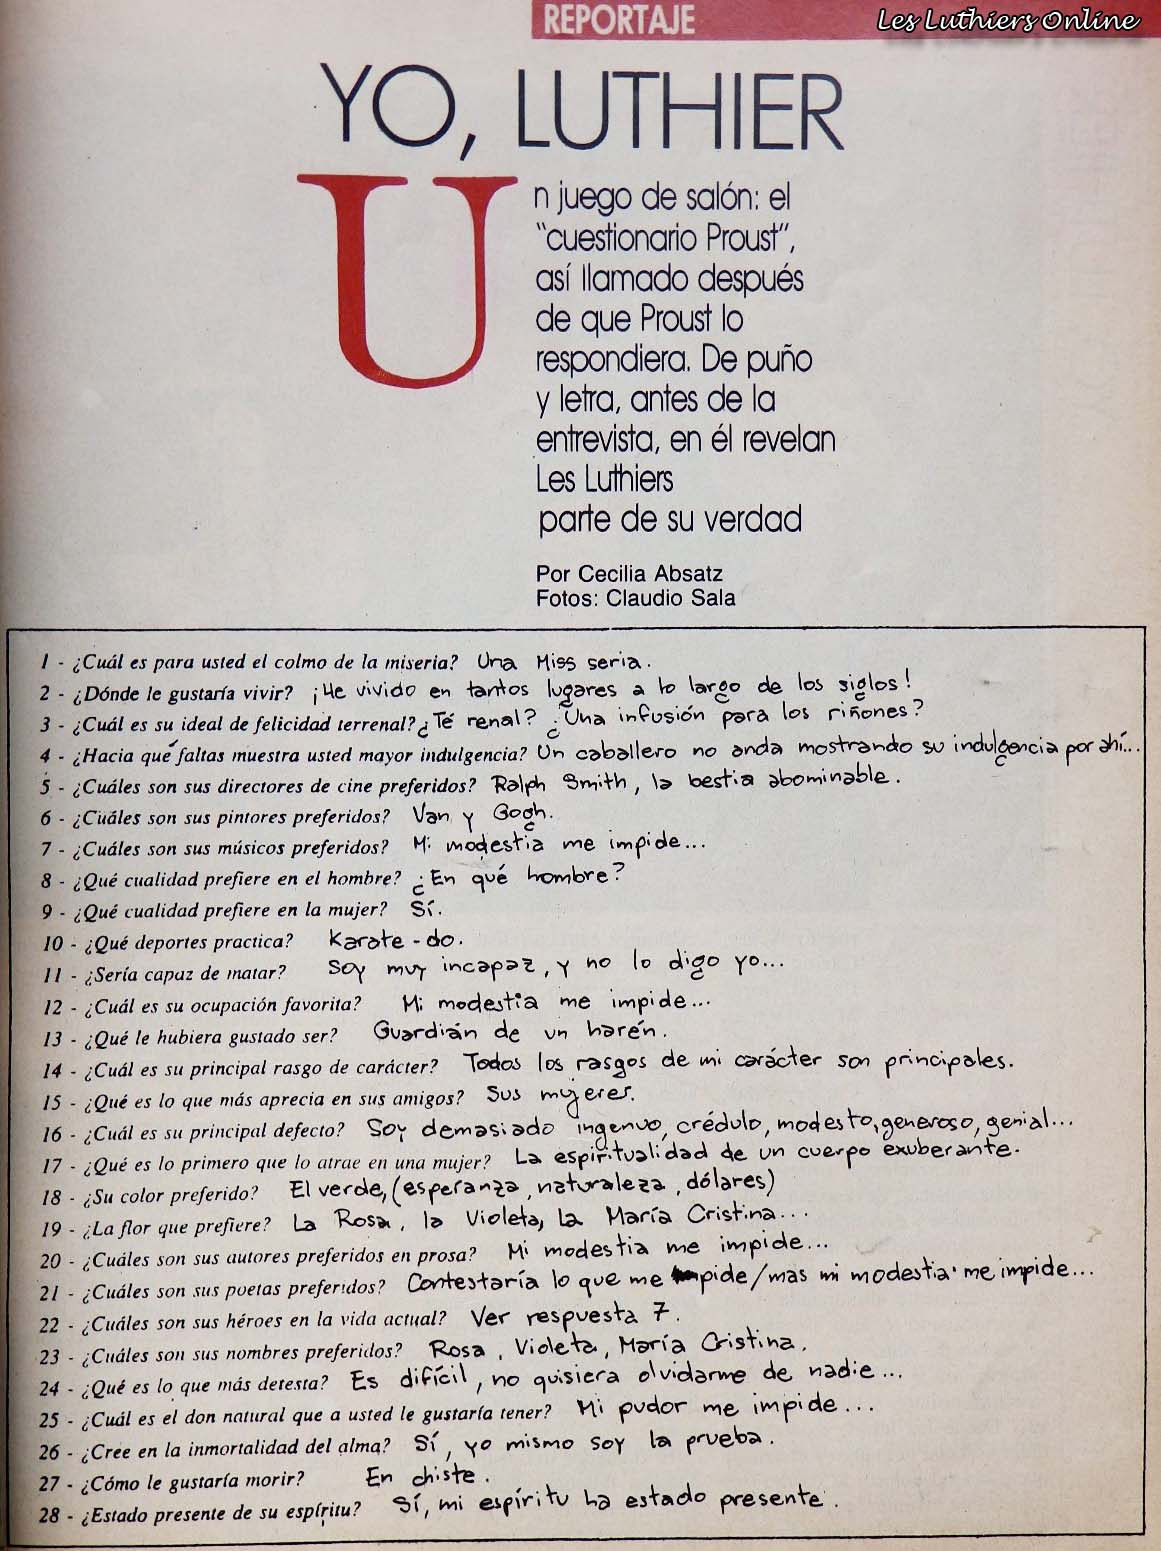 REPORTAJE
Les Luthiers Online
YO, LUTHIER
Un juego de salón: el
"cuestionario Proust",
así llamado después
de que Proust lo
respondiera. De puño
y letra, antes de la
entrevista, en él revelan
Les Luthiers
parte de su verdad
Por Cecilia Absatz
Fotos: Claudio Sala
1 - ¿Cuál es para usted el colmo de la miseria? Una Miss seria.
2 - ¿Dónde le gustaría vivir? ¡He vivido en tantos lugares a lo largo de los siglos!
3 - ¿Cuál es su ideal de felicidad terrenal? ¿Té renal? ¿Una infusión para los riñones?
4 - ¿Hacia qué faltas muestra usted mayor indulgencia? Un caballero no anda mostrando su indulgencia por ahí...
5 - ¿Cuáles son sus directores de cine preferidos? Ralph Smith, la bestia abominable.
6 - ¿Cuáles son sus pintores preferidos? Van y Gogh.
7 - ¿Cuáles son sus músicos preferidos? Mi modestia me impide...
8 - ¿Qué cualidad prefiere en el hombre? ¿En qué hombre?
9 - ¿Qué cualidad prefiere en la mujer? Sí.
10 - ¿Qué deportes practica? Karate-do.
11 - ¿Sería capaz de matar? Soy muy incapaz, y no lo digo yo...
12 - ¿Cuál es su ocupación favorita? Mi modestia me impide...
13 - ¿Qué le hubiera gustado ser? Guardián de un harén.
14 - ¿Cuál es su principal rasgo de carácter? Todos los rasgos de mi carácter son principales.
15 - ¿Qué es lo que más aprecia en sus amigos? Sus mujeres.
16 - ¿Cuál es su principal defecto? Soy demasiado ingenuo, crédulo, modesto, generoso, genial...
17 - ¿Qué es lo primero que lo atrae en una mujer? La espiritualidad de un cuerpo exuberante.
18 - ¿Su color preferido? El verde, (esperanza, naturaleza, dólares)
19 - ¿La flor que prefiere? La Rosa, la Violeta, La María Cristina...
20 - ¿Cuáles son sus autores preferidos en prosa? Mi modestia me impide...
21 - ¿Cuáles son sus poetas preferidos? Contestaría lo que me impide/mas mi modestia me impide...
22 - ¿Cuáles son sus héroes en la vida actual? Ver respuesta 7.
23 - ¿Cuáles son sus nombres preferidos? Rosa, Violeta, María Cristina.
24 - ¿Qué es lo que más detesta? Es difícil, no quisiera olvidarme de nadie...
25 - ¿Cuál es el don natural que a usted le gustaría tener? Mi pudor me impide...
26 - ¿Cree en la inmortalidad del alma? Sí, yo mismo soy la prueba.
27 - ¿Cómo le gustaría morir? En chiste.
28 - ¿Estado presente de su espíritu? Sí, mi espíritu ha estado presente.